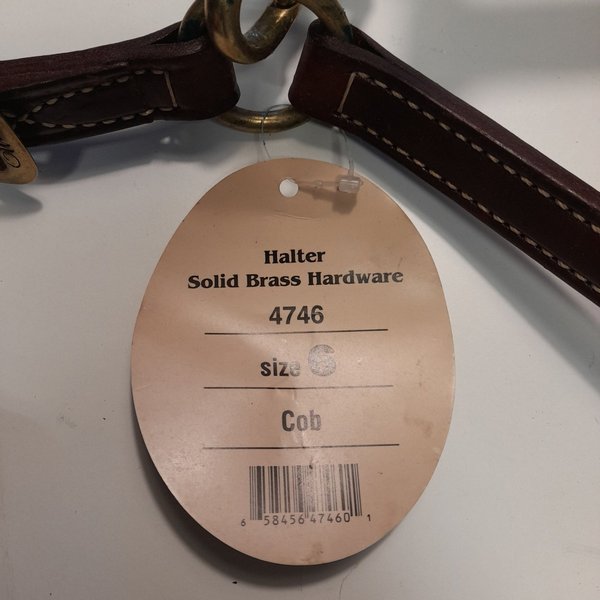 Halter
Solid Brass Hardware
4746
size 6
Cob
6 58456 47460 1